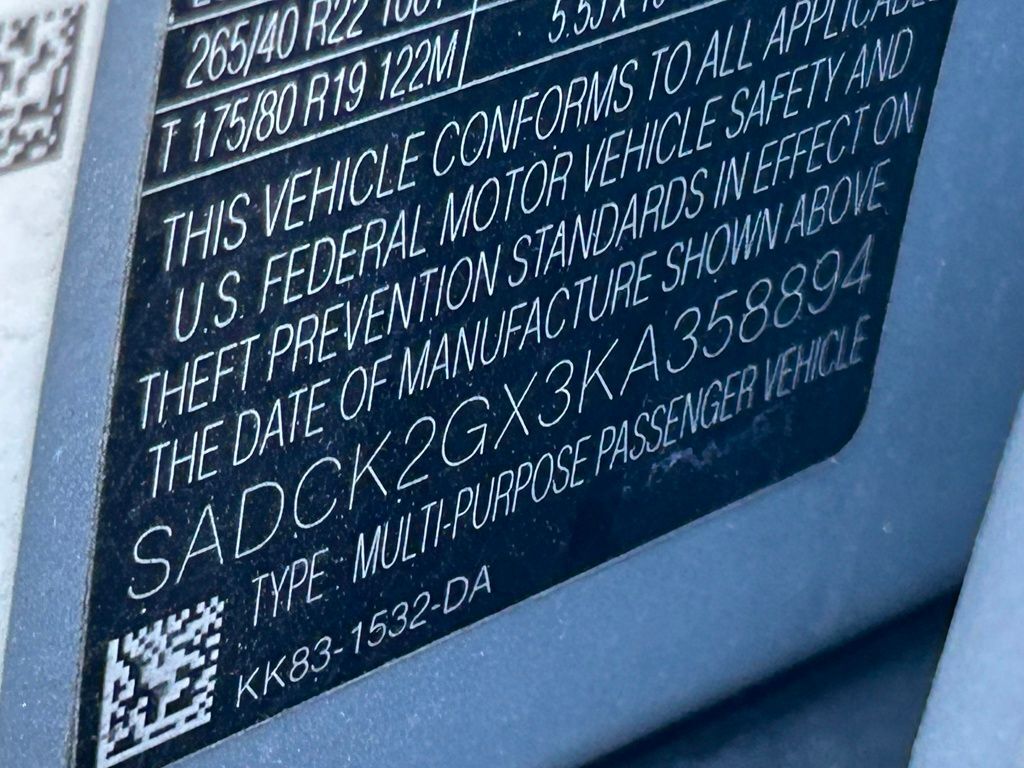 265/40 R22
T 175/80 R19 122M
5.5J x
THIS VEHICLE CONFORMS TO ALL
U.S. FEDERAL MOTOR VEHICLE SAFETY AND
THEFT PREVENTION STANDARDS IN EFFECT ON
THE DATE OF MANUFACTURE SHOWN ABOVE
SADCK2GX3KA358894
TYPE: MULTI-PURPOSE PASSENGER VEHICLE
KK83-1532-DA